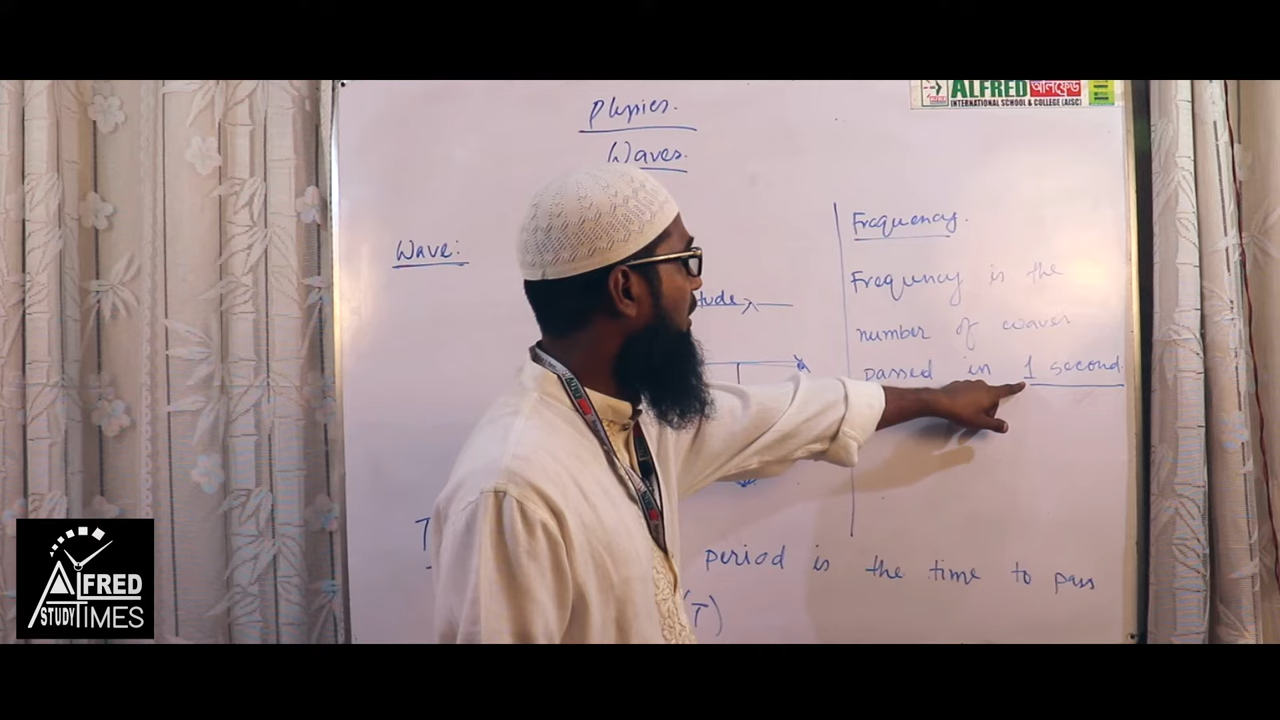 ALFRED আলফ্রেড
INTERNATIONAL SCHOOL & COLLEGE (AISC)
Physics.
Waves.
Wave:
tude
Frequency.
Frequency is the
number of waves
passed in 1 second.
T
period is the time to pass
(T)
ALFRED
STUDY TIMES